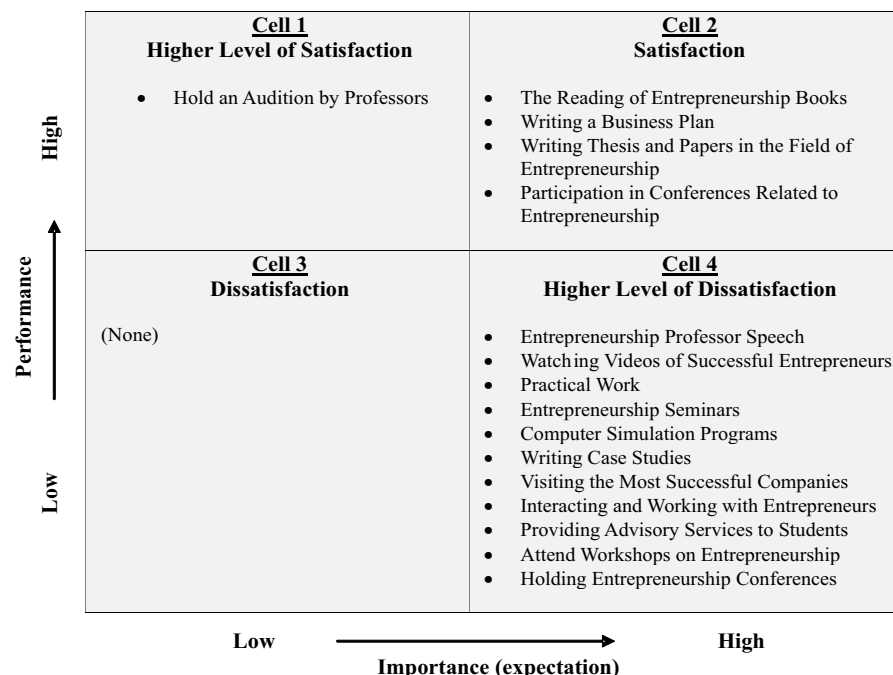 Cell 1
Higher Level of Satisfaction
• Hold an Audition by Professors
Cell 2
Satisfaction
• The Reading of Entrepreneurship Books
• Writing a Business Plan
• Writing Thesis and Papers in the Field of
Entrepreneurship
• Participation in Conferences Related to
Entrepreneurship
Cell 3
Dissatisfaction
(None)
Cell 4
Higher Level of Dissatisfaction
• Entrepreneurship Professor Speech
• Watching Videos of Successful Entrepreneurs
• Practical Work
• Entrepreneurship Seminars
• Computer Simulation Programs
• Writing Case Studies
• Visiting the Most Successful Companies
• Interacting and Working with Entrepreneurs
• Providing Advisory Services to Students
• Attend Workshops on Entrepreneurship
• Holding Entrepreneurship Conferences
High
Performance
Low
Low
High
Importance (expectation)